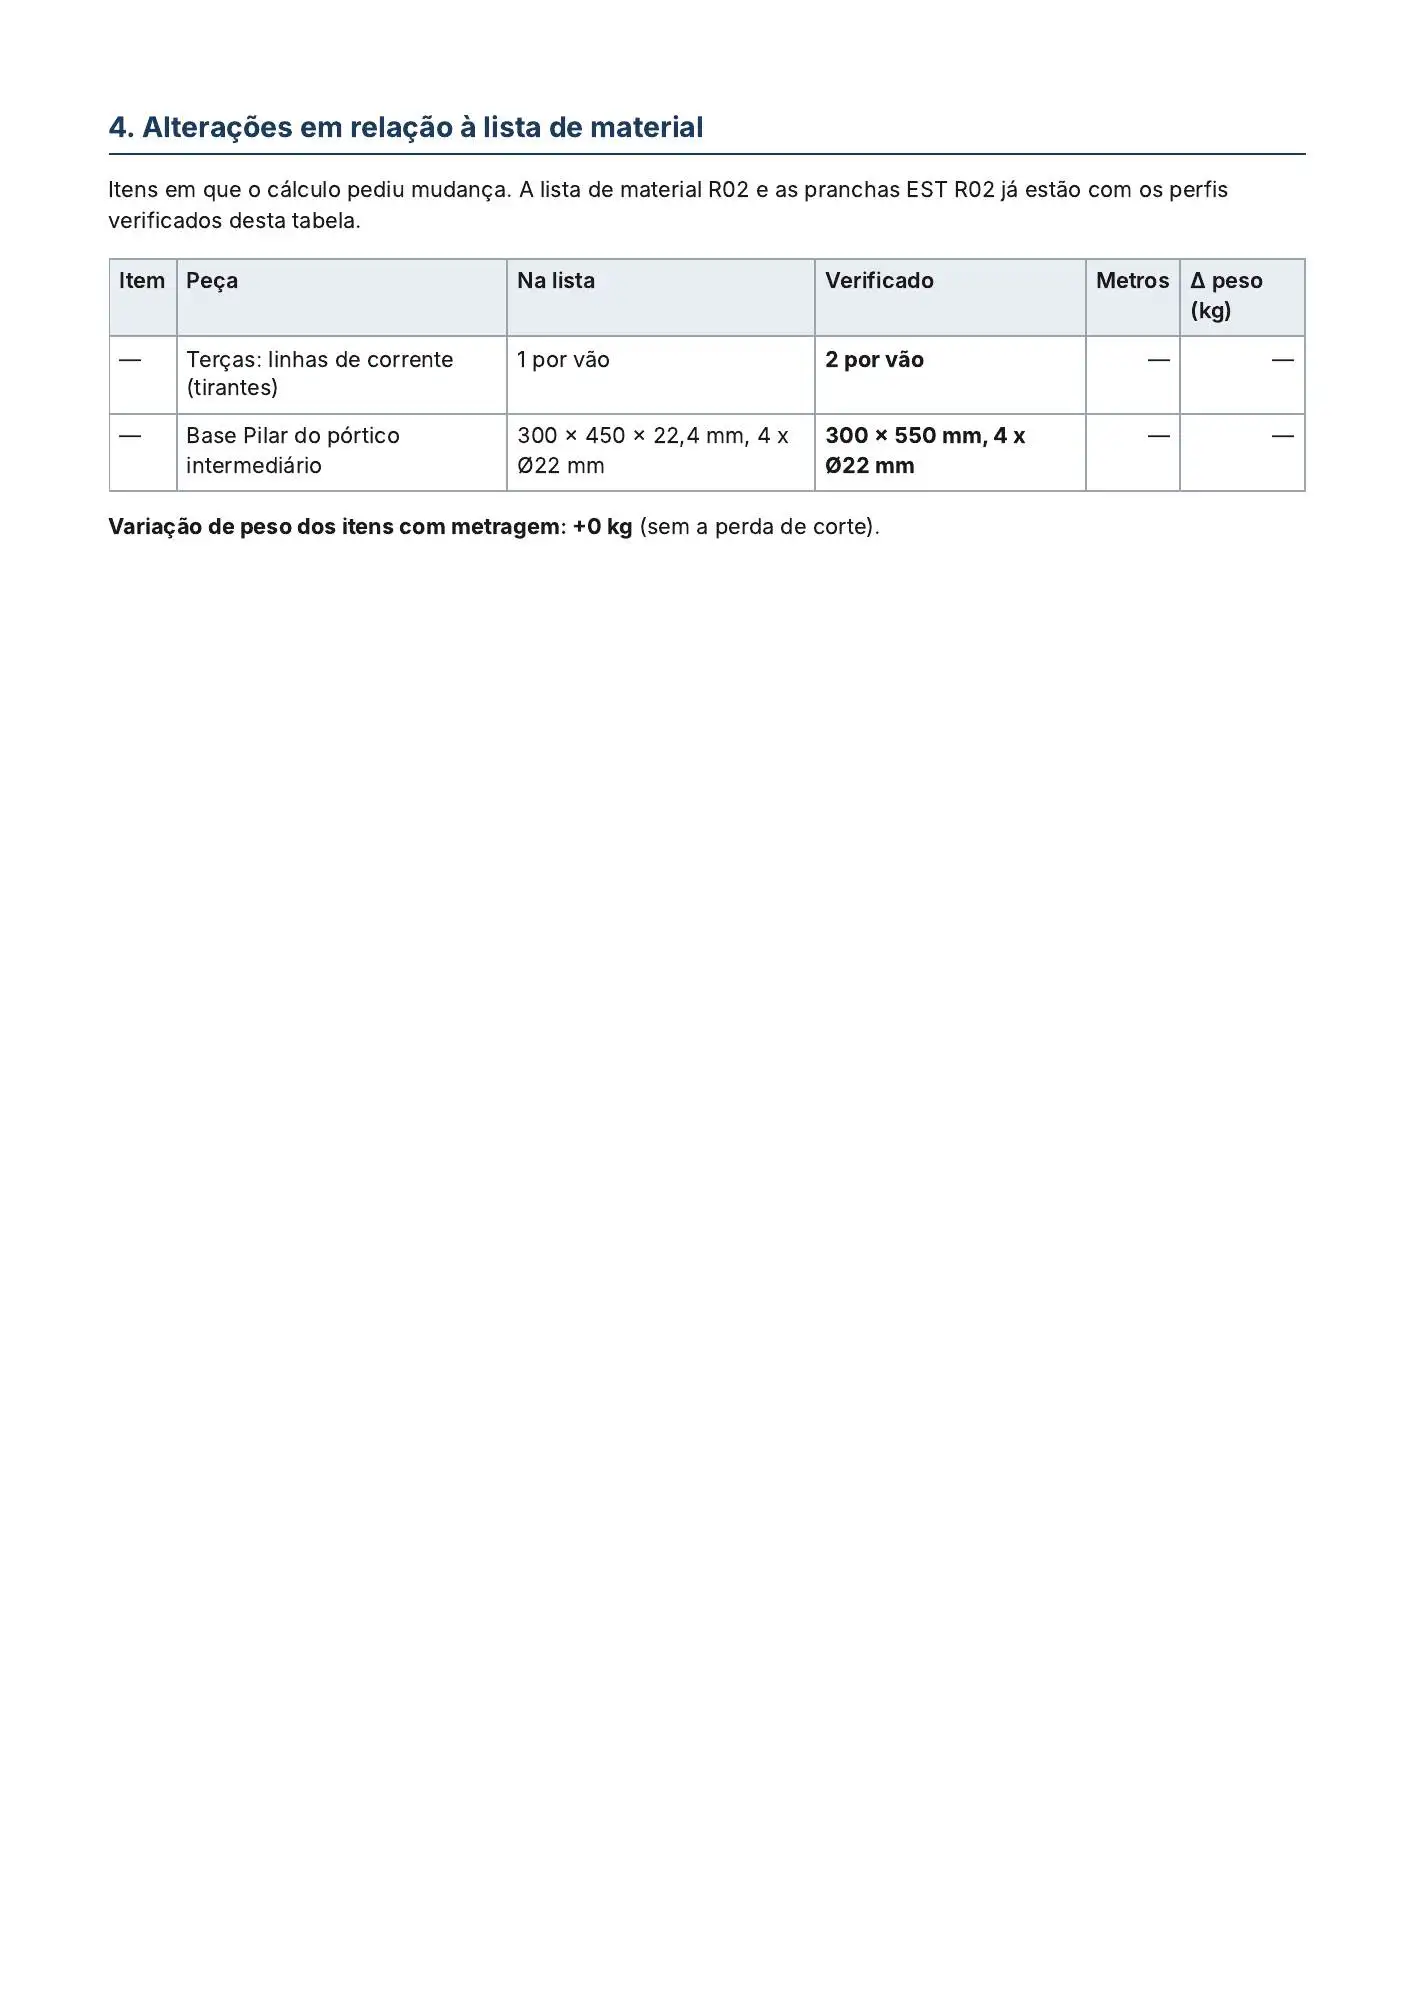 4. Alterações em relação à lista de material
Itens em que o cálculo pediu mudança. A lista de material R02 e as pranchas EST R02 já estão com os perfis
verificados desta tabela.
Item Peça Na lista Verificado Metros Δ peso
(kg)
— Terças: linhas de corrente 1 por vão 2 por vão — —
(tirantes)
— Base Pilar do pórtico 300 × 450 × 22,4 mm, 4 x 300 × 550 mm, 4 x — —
intermediário Ø22 mm Ø22 mm
Variação de peso dos itens com metragem: +0 kg (sem a perda de corte).